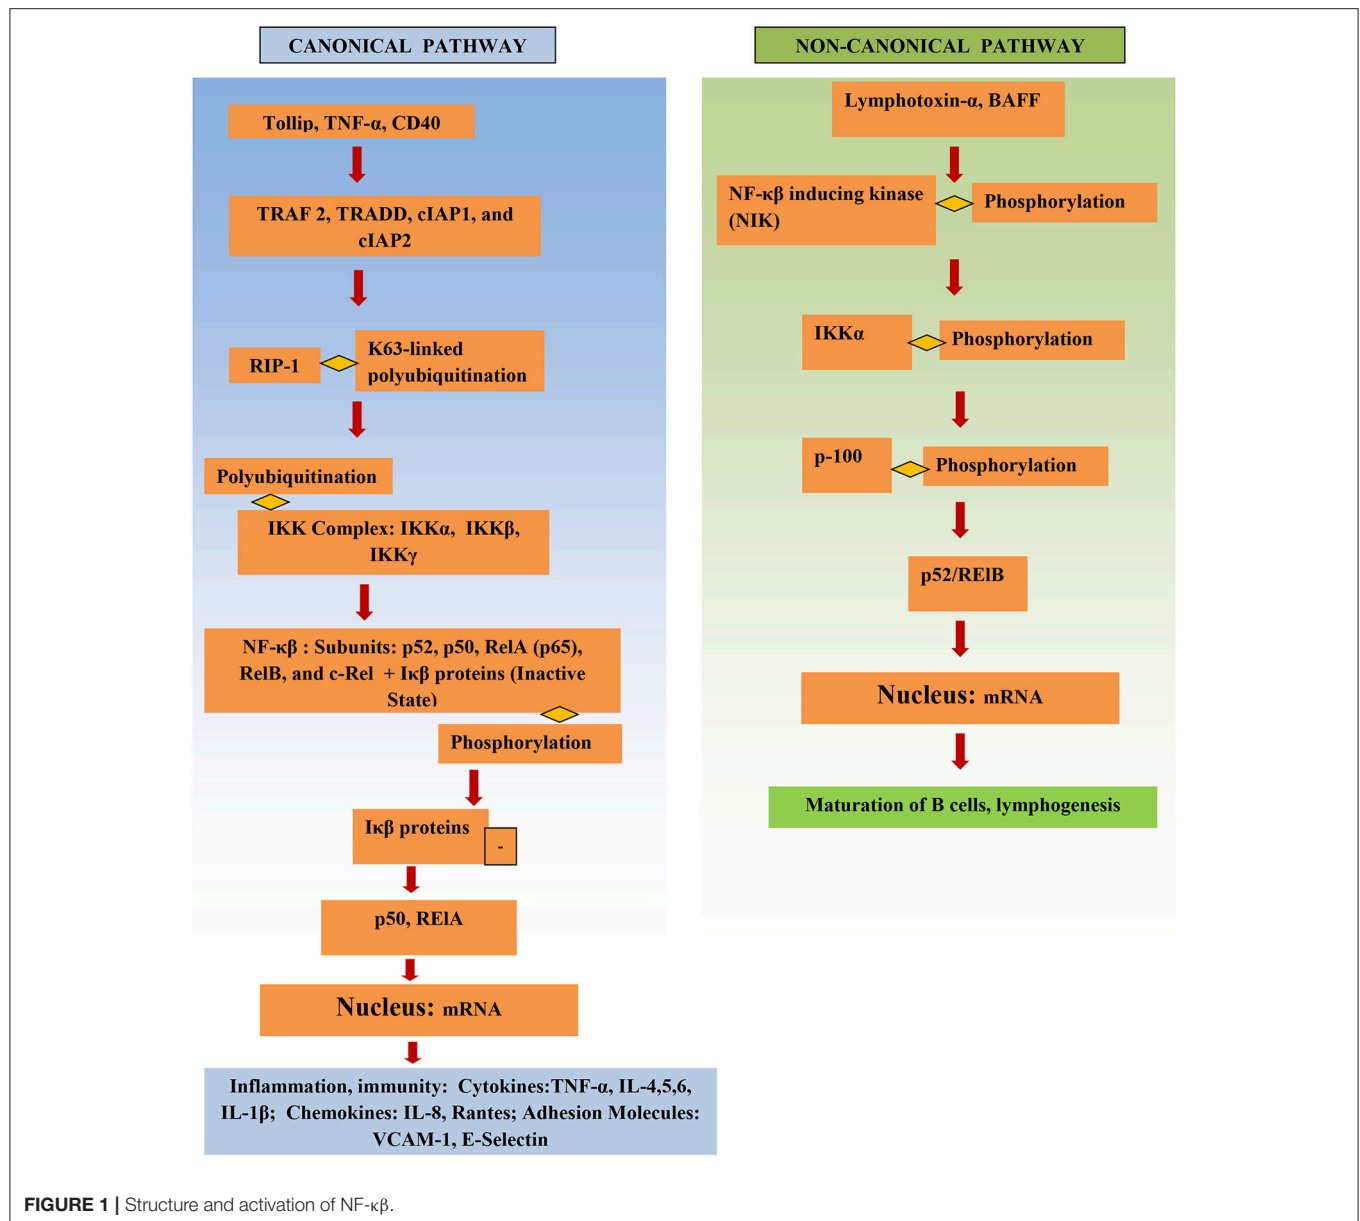 CANONICAL PATHWAY
Tollip, TNF-α, CD40
TRAF 2, TRADD, cIAP1, and
cIAP2
RIP-1
K63-linked
polyubiquitination
Polyubiquitination
IKK Complex: IKKα, IKKβ,
IKKγ
NF-κβ : Subunits: p52, p50, RelA (p65),
RelB, and c-Rel + Iκβ proteins (Inactive
State)
Phosphorylation
Iκβ proteins
-
p50, REIA
Nucleus: mRNA
Inflammation, immunity: Cytokines:TNF-α, IL-4,5,6,
IL-1β; Chemokines: IL-8, Rantes; Adhesion Molecules:
VCAM-1, E-Selectin
NON-CANONICAL PATHWAY
Lymphotoxin-α, BAFF
NF-κβ inducing kinase
(NIK)
Phosphorylation
IKKα
Phosphorylation
p-100
Phosphorylation
p52/REIB
Nucleus: mRNA
Maturation of B cells, lymphogenesis
FIGURE 1 | Structure and activation of NF-κβ.